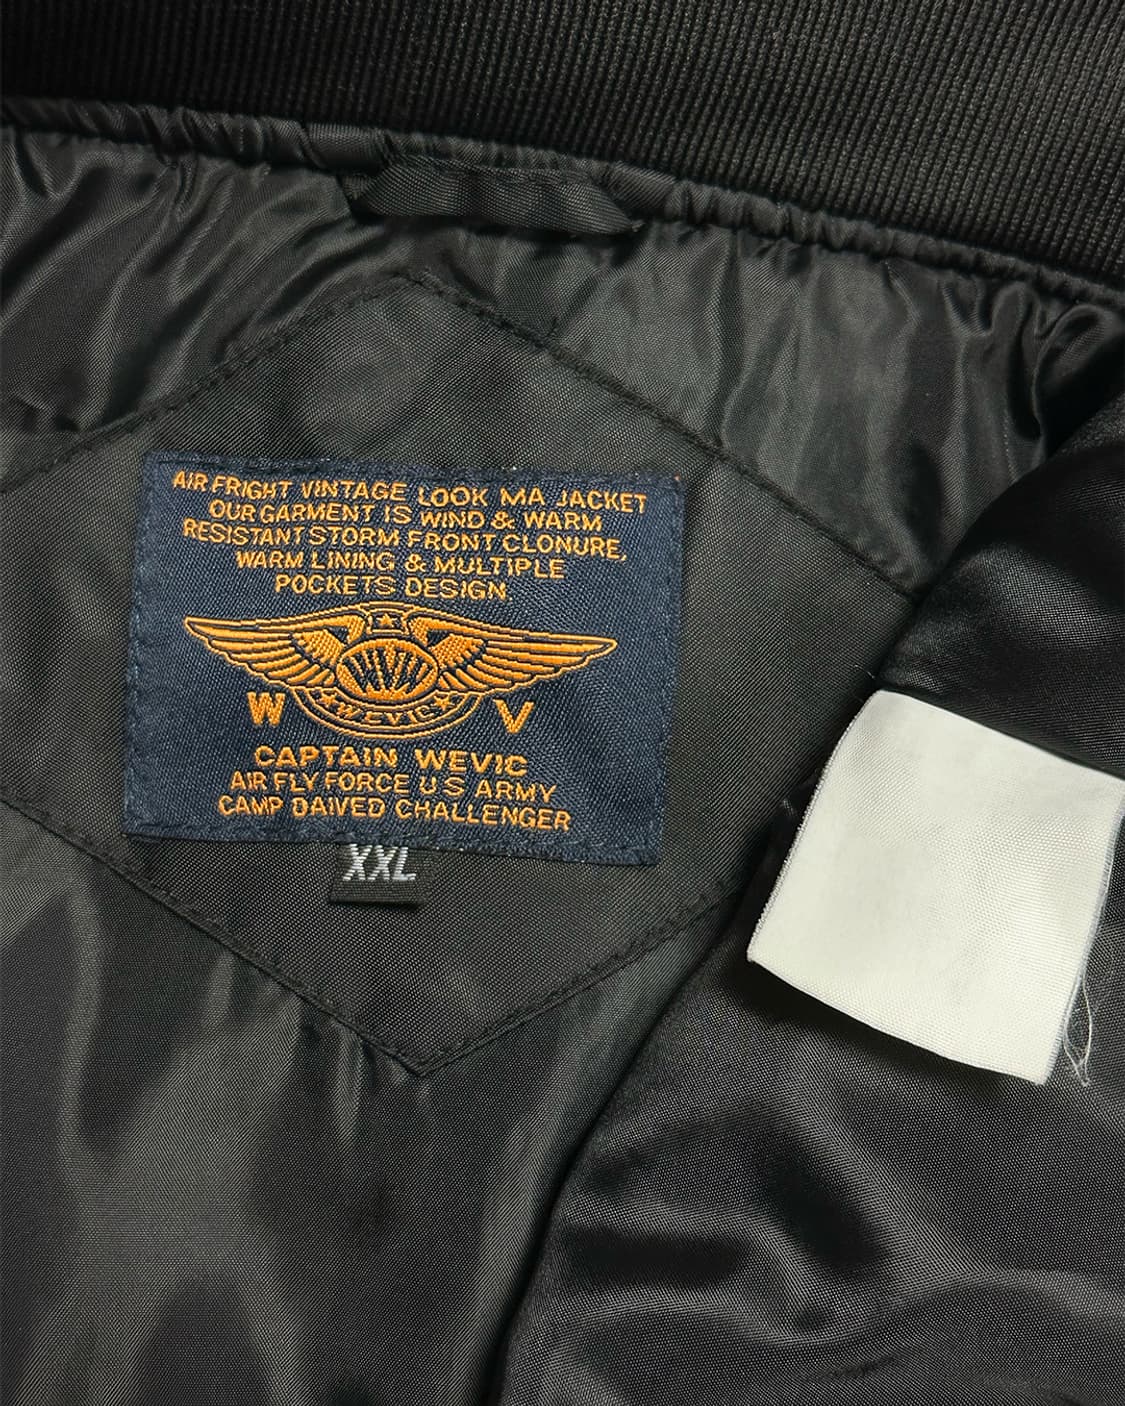 AIR FRIGHT VINTAGE LOOK MA JACKET
OUR GARMENT IS WIND & WARM
RESISTANT STORM FRONT CLONURE,
WARM LINING & MULTIPLE
POCKETS DESIGN
WVW
WEVIC
W V
CAPTAIN WEVIC
AIR FLY FORCE U S ARMY
CAMP DAIVED CHALLENGER
XXL